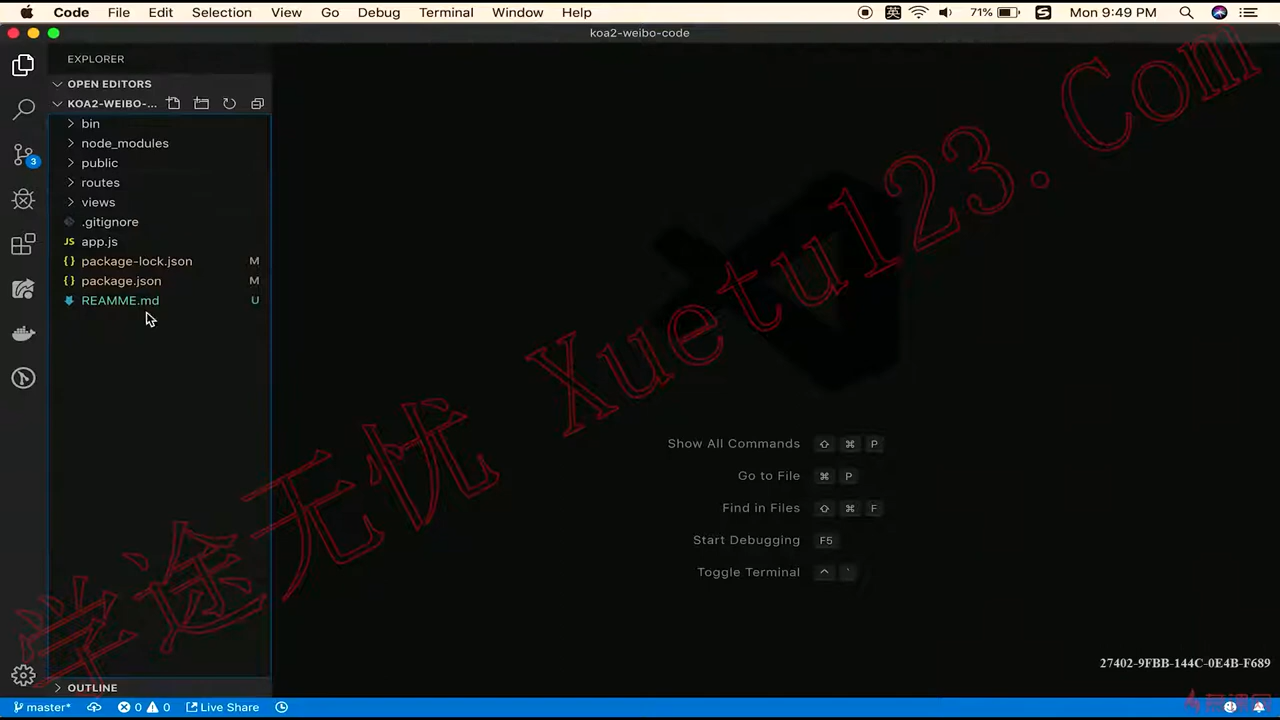 Code File Edit Selection View Go Debug Terminal Window Help 英 71% S Mon 9:49 PM
koa2-weibo-code
EXPLORER
OPEN EDITORS
KOA2-WEIBO-...
bin
node_modules
public
routes
views
.gitignore
JS app.js
{} package-lock.json M
{} package.json M
REAMME.md U
3
学途无忧 Xuetu123.Com
Show All Commands ⇧ ⌘ P
Go to File ⌘ P
Find in Files ⇧ ⌘ F
Start Debugging F5
Toggle Terminal ^ `
27402-9FBB-144C-0E4B-F689
OUTLINE
master* 0 0 Live Share